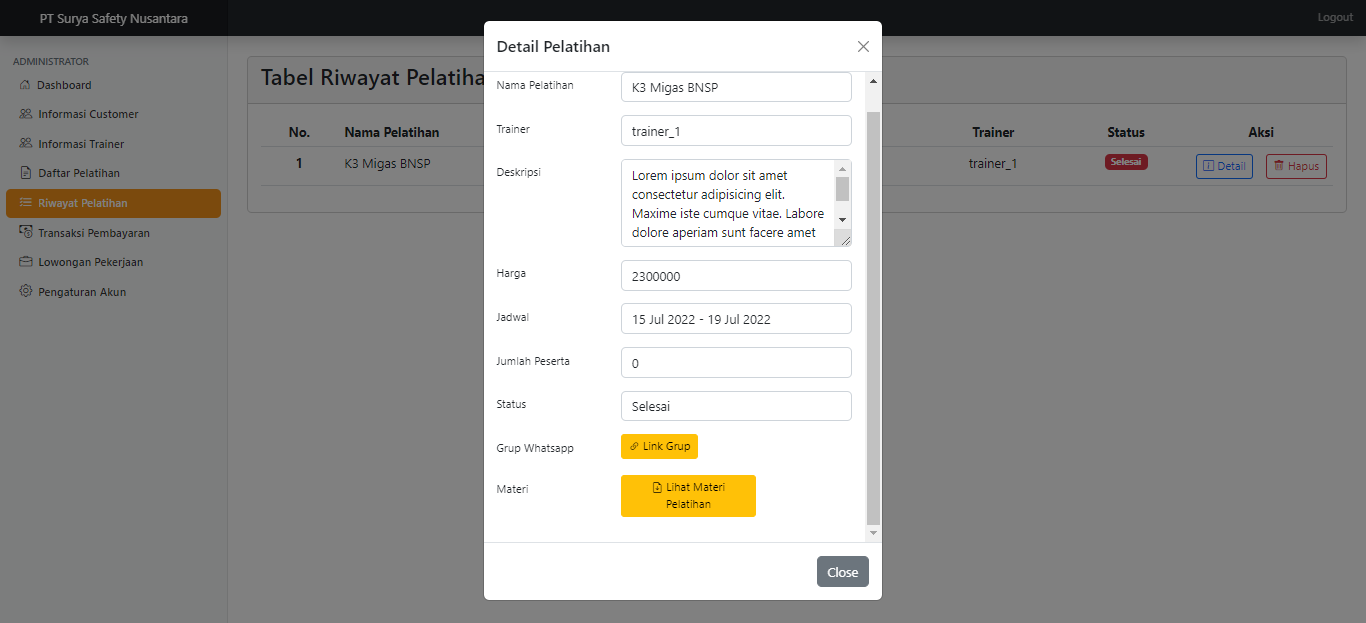 PT Surya Safety Nusantara
Logout
ADMINISTRATOR
Dashboard
Informasi Customer
Informasi Trainer
Daftar Pelatihan
Riwayat Pelatihan
Transaksi Pembayaran
Lowongan Pekerjaan
Pengaturan Akun
Tabel Riwayat Pelatiha
No. Nama Pelatihan Trainer Status Aksi
1 K3 Migas BNSP trainer_1 Selesai Detail Hapus
Detail Pelatihan
Nama Pelatihan K3 Migas BNSP
Trainer trainer_1
Deskripsi Lorem ipsum dolor sit amet
consectetur adipisicing elit.
Maxime iste cumque vitae. Labore
dolore aperiam sunt facere amet
Harga 2300000
Jadwal 15 Jul 2022 - 19 Jul 2022
Jumlah Peserta 0
Status Selesai
Grup Whatsapp Link Grup
Materi Lihat Materi
Pelatihan
Close